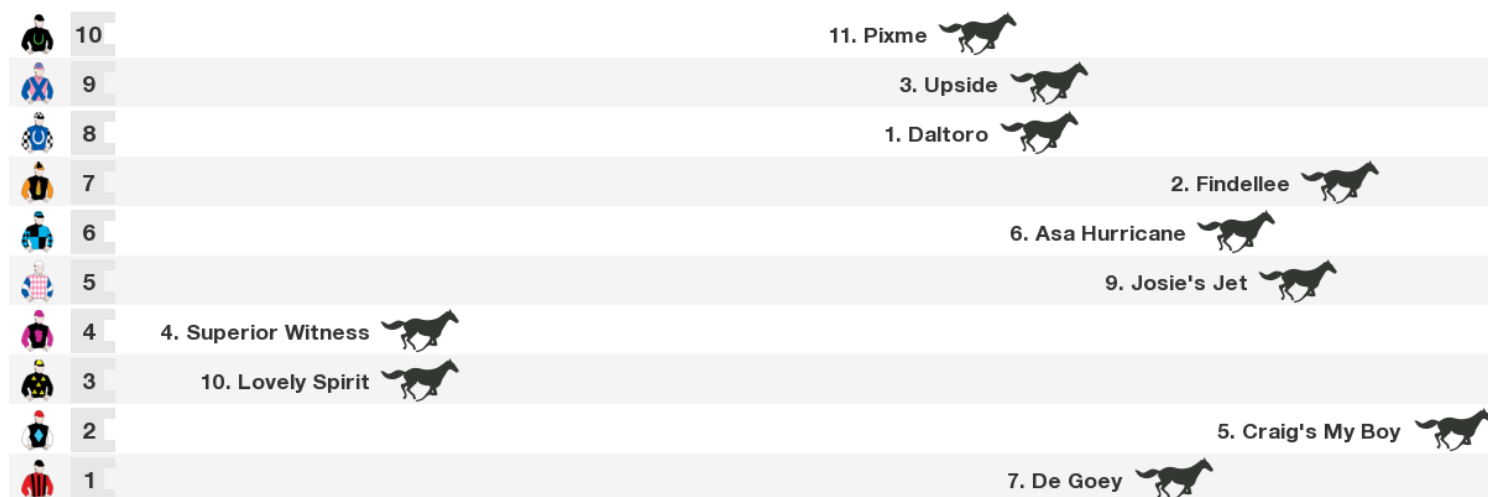 10 11. Pixme
9 3. Upside
8 1. Daltoro
7 2. Findellee
6 6. Asa Hurricane
5 9. Josie's Jet
4 4. Superior Witness
3 10. Lovely Spirit
2 5. Craig's My Boy
1 7. De Goey